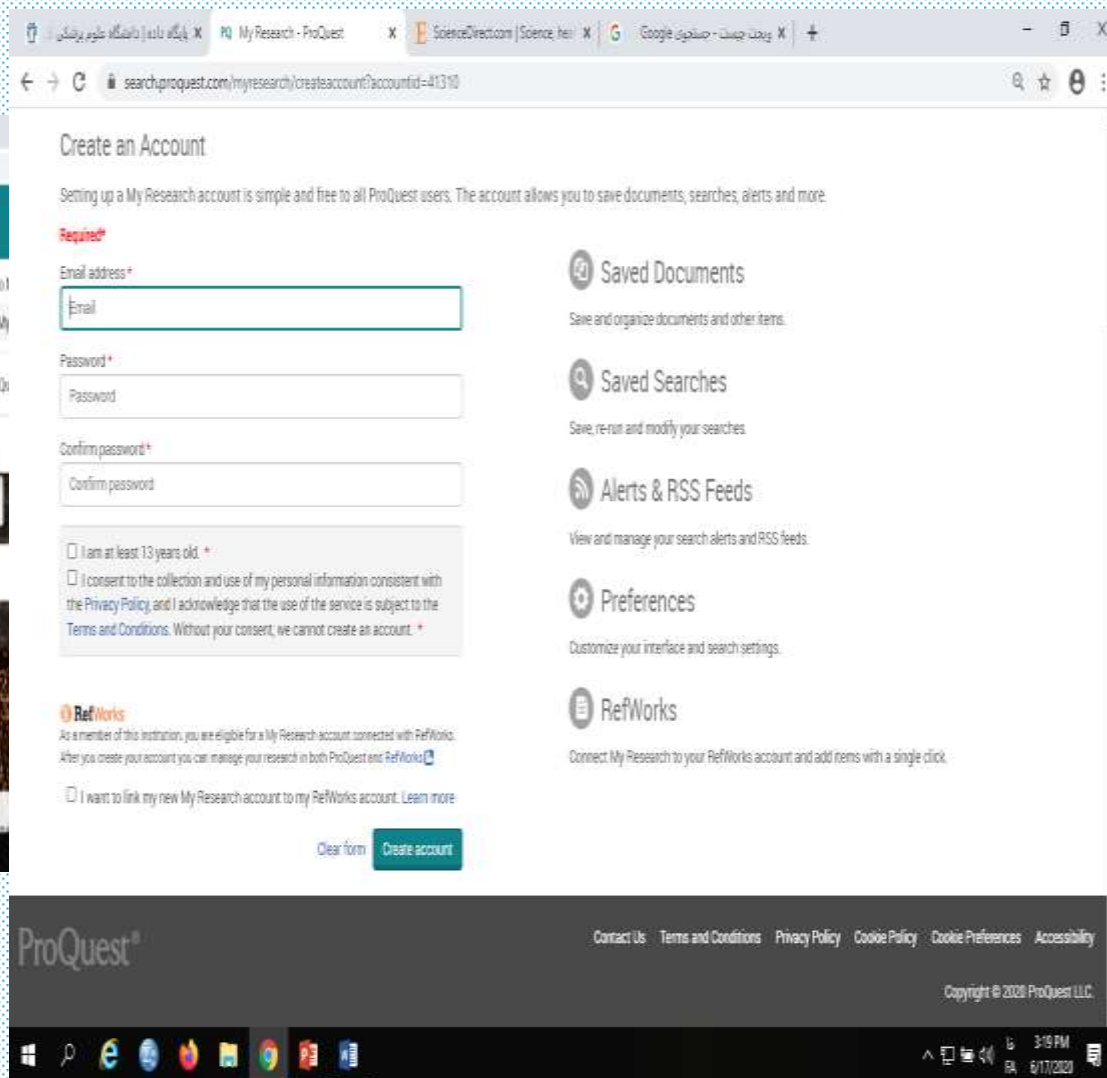 پایگاه داده | دانشگاه علوم پزشکی
My Research - ProQuest
ScienceDirect.com | Science, hea
وبعت چیست - جستجوی Google
search.proquest.com/myresearch/createaccount?accountid=41310
Create an Account
Setting up a My Research account is simple and free to all ProQuest users. The account allows you to save documents, searches, alerts and more.
Required*
Email address *
Email
Password *
Password
Confirm password *
Confirm password
I am at least 13 years old. *
I consent to the collection and use of my personal information consistent with
the Privacy Policy, and I acknowledge that the use of the service is subject to the
Terms and Conditions. Without your consent, we cannot create an account. *
RefWorks
As a member of this institution, you are eligible for a My Research account connected with RefWorks.
After you create your account you can manage your research in both ProQuest and RefWorks
I want to link my new My Research account to my RefWorks account. Learn more
Clear form Create account
Saved Documents
Save and organize documents and other items.
Saved Searches
Save, re-run and modify your searches.
Alerts & RSS Feeds
View and manage your search alerts and RSS feeds.
Preferences
Customize your interface and search settings.
RefWorks
Connect My Research to your RefWorks account and add items with a single click.
ProQuest®
Contact Us Terms and Conditions Privacy Policy Cookie Policy Cookie Preferences Accessibility
Copyright © 2020 ProQuest LLC.
فا
FA
3:19 PM
6/17/2020